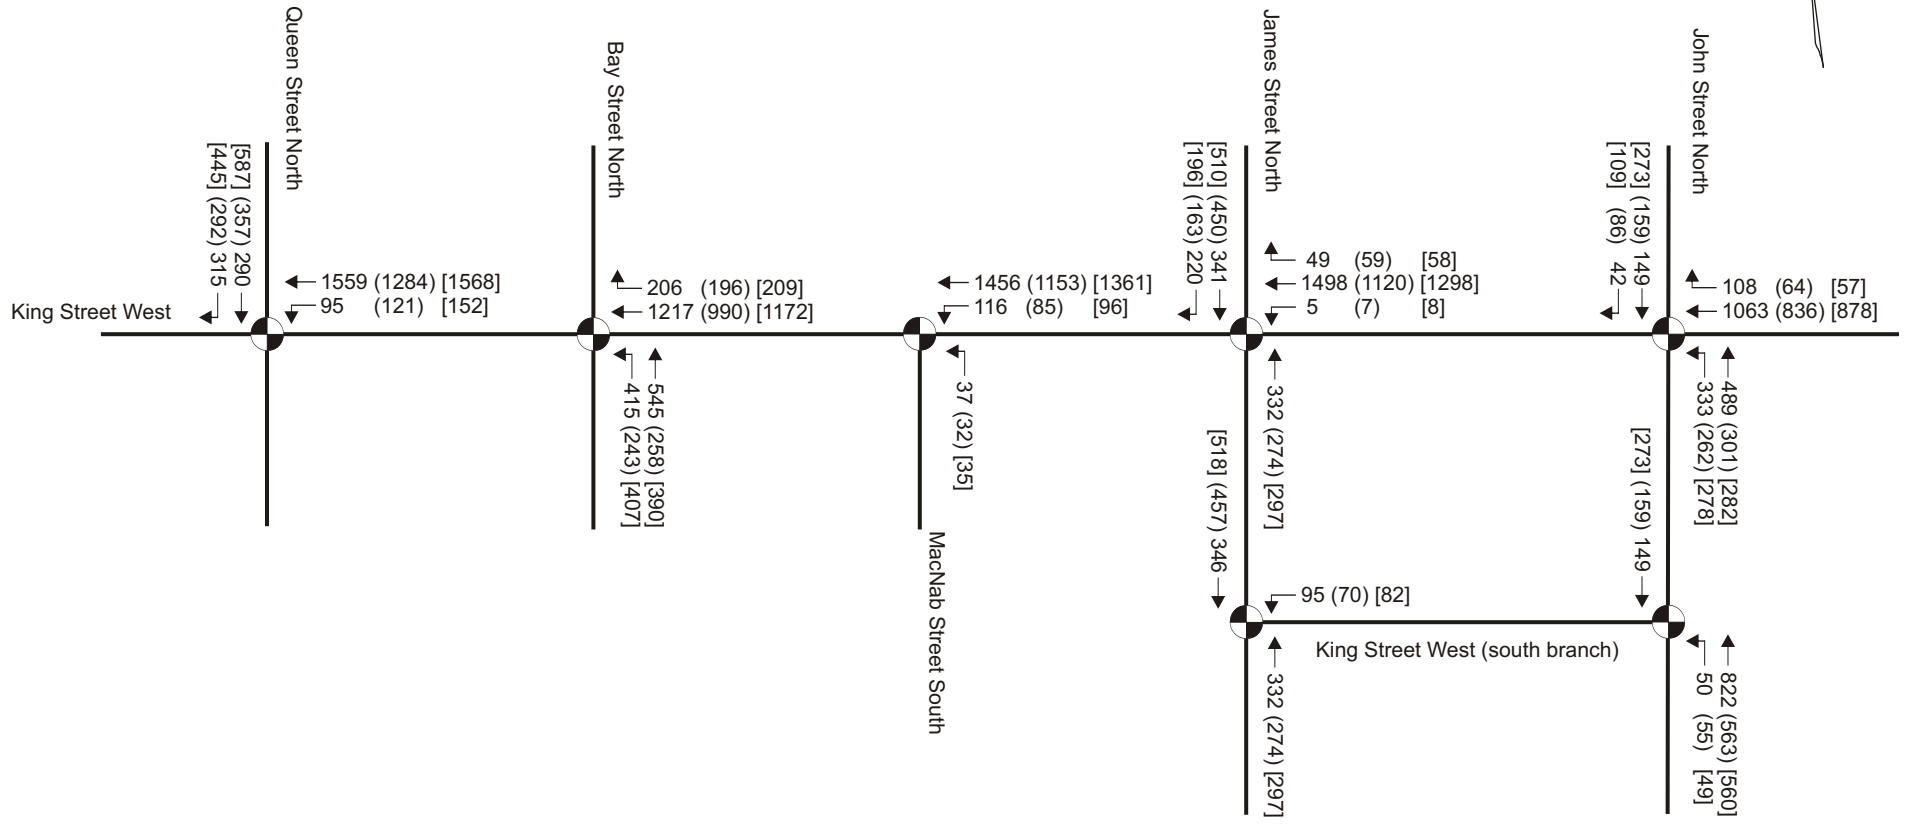 Queen Street North
Bay Street North
James Street North
John Street North
King Street West
[587] (357) 290
[445] (292) 315
1559 (1284) [1568]
95 (121) [152]
206 (196) [209]
1217 (990) [1172]
545 (258) [390]
415 (243) [407]
1456 (1153) [1361]
116 (85) [96]
37 (32) [35]
MacNab Street South
[510] (450) 341
[196] (163) 220
49 (59) [58]
1498 (1120) [1298]
5 (7) [8]
332 (274) [297]
[518] (457) 346
[273] (159) 149
[109] (86) 42
108 (64) [57]
1063 (836) [878]
489 (301) [282]
333 (262) [278]
[273] (159) 149
95 (70) [82]
King Street West (south branch)
332 (274) [297]
822 (563) [560]
50 (55) [49]